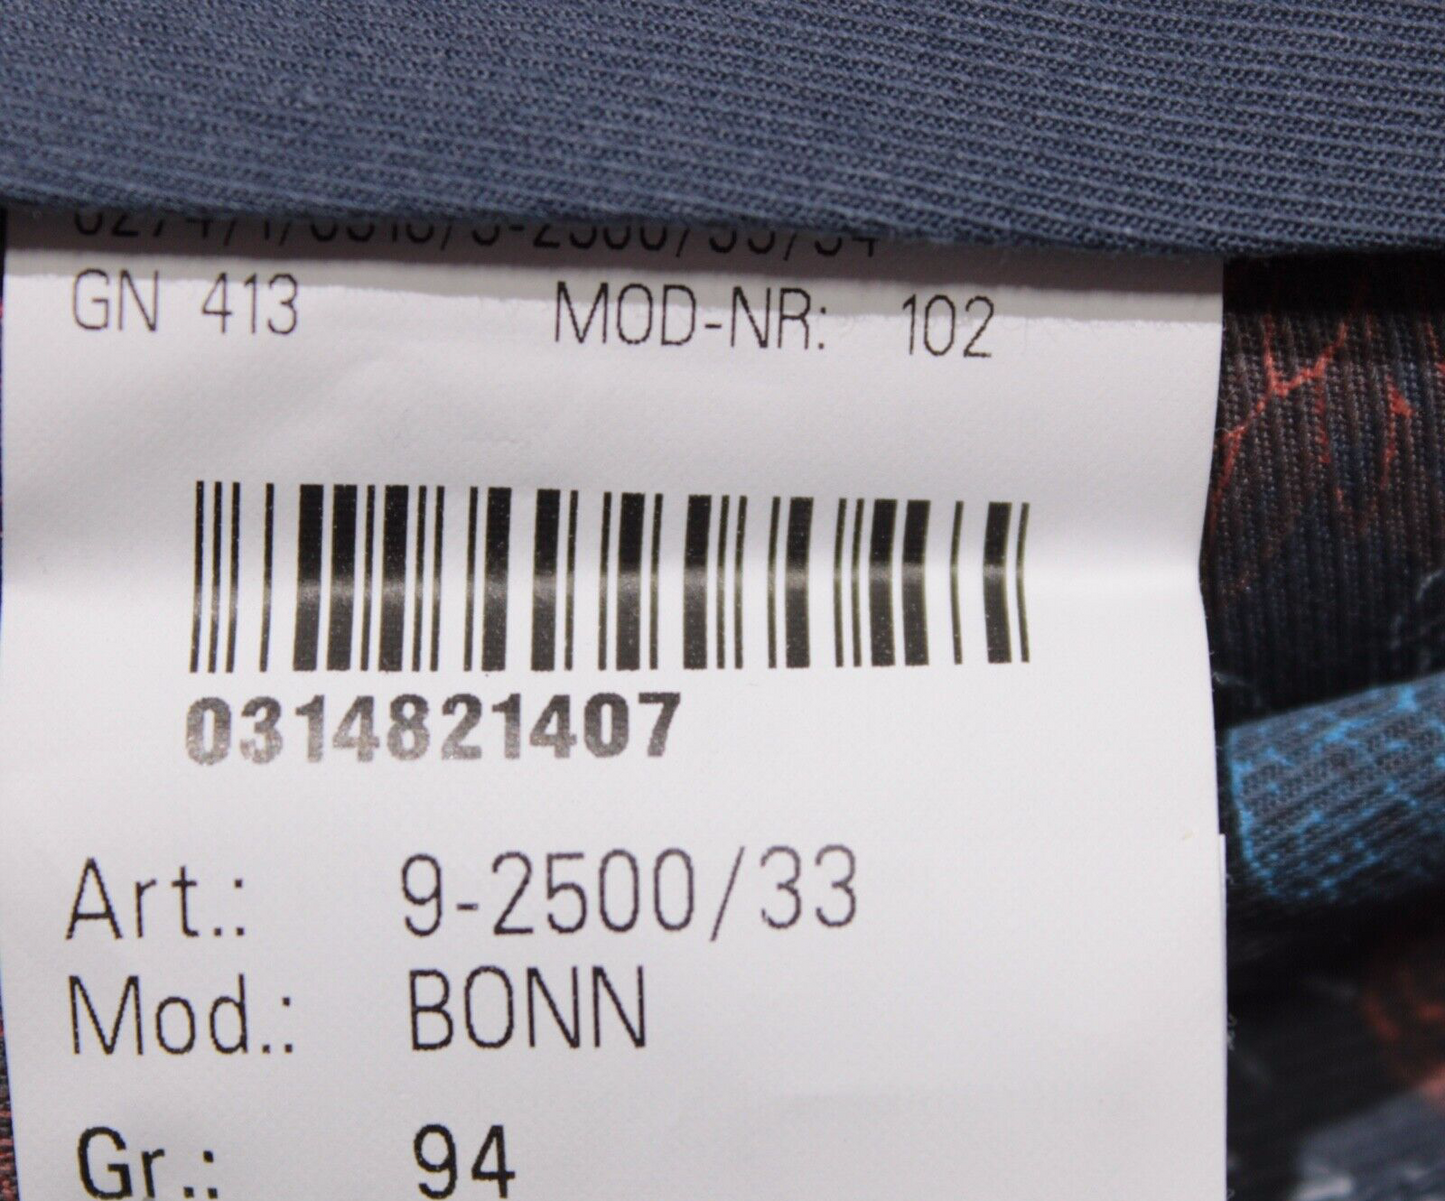 GN 413 MOD-NR: 102
0314821407
Art.: 9-2500/33
Mod.: BONN
Gr.: 94